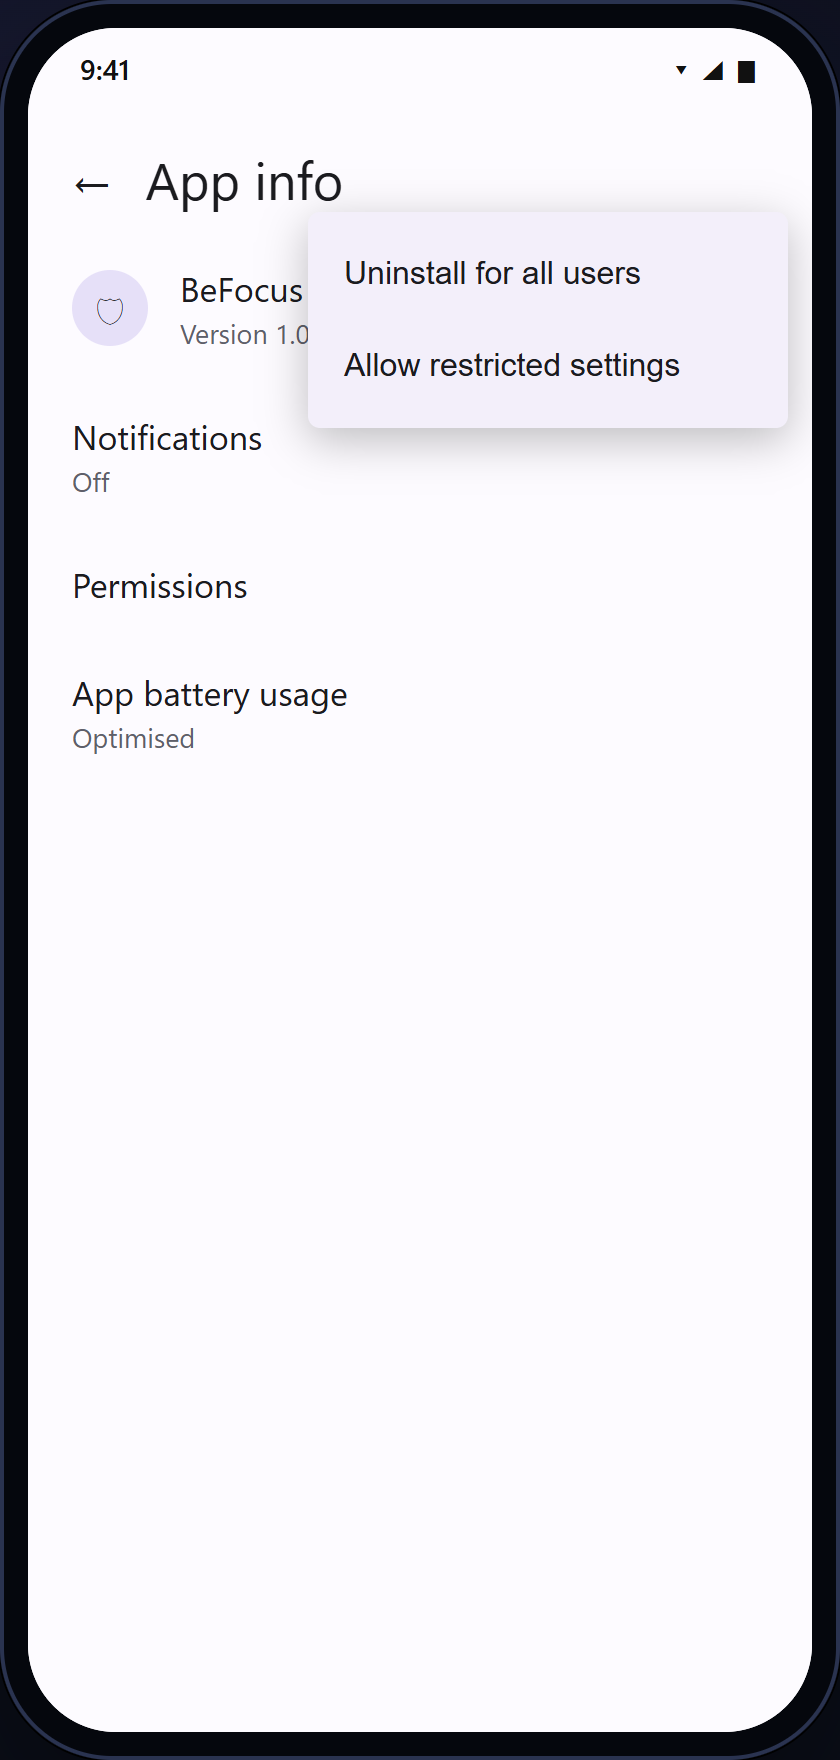 9:41
App info
Uninstall for all users
BeFocus
Version 1.0
Allow restricted settings
Notifications
Off
Permissions
App battery usage
Optimised